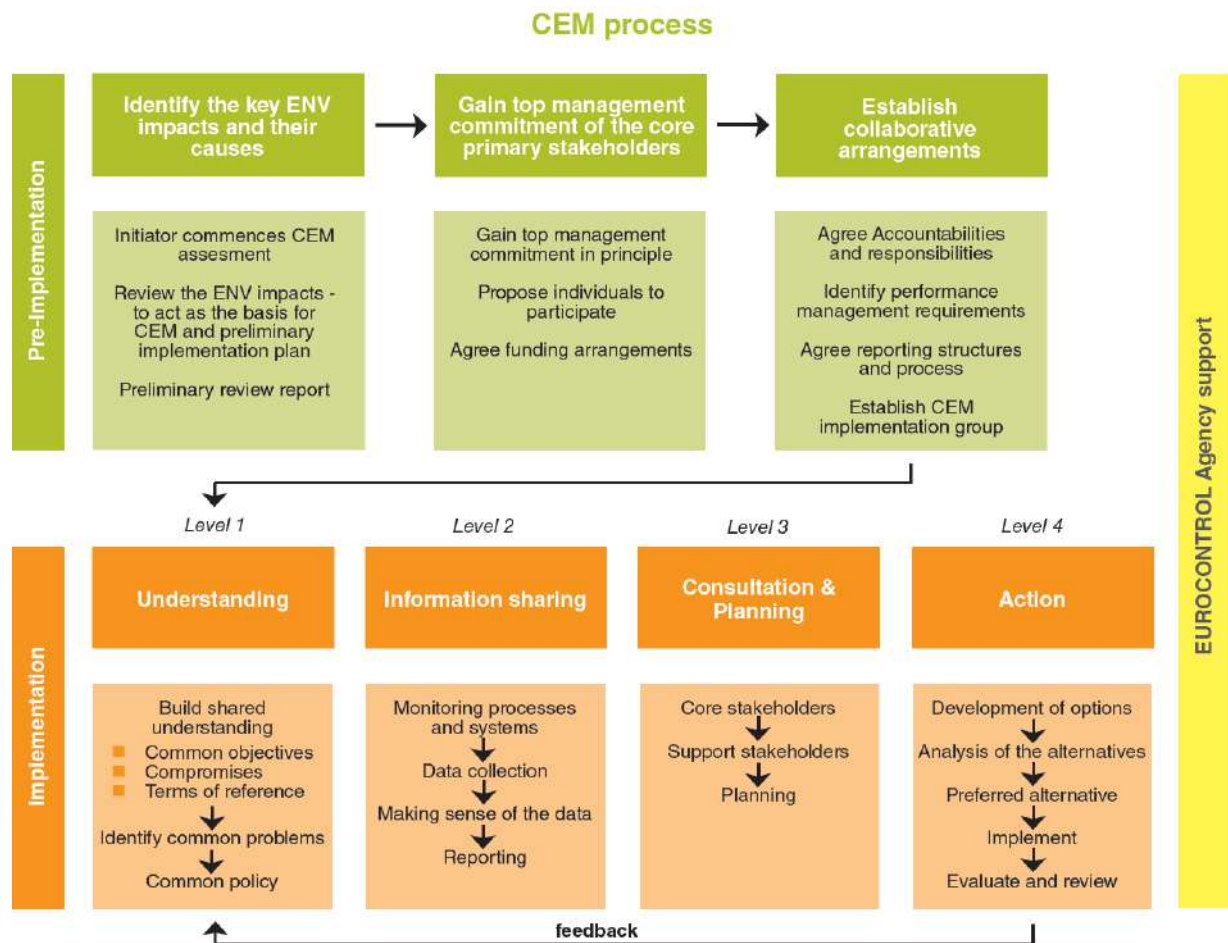 CEM process
Pre-Implementation
Identify the key ENV
impacts and their
causes
Gain top management
commitment of the core
primary stakeholders
Establish
collaborative
arrangements
Initiator commences CEM
assesment
Review the ENV impacts -
to act as the basis for
CEM and preliminary
implementation plan
Preliminary review report
Gain top management
commitment in principle
Propose individuals to
participate
Agree funding arrangements
Agree Accountabilities
and responsibilities
Identify performance
management requirements
Agree reporting structures
and process
Establish CEM
implementation group
EUROCONTROL Agency support
Implementation
Level 1
Level 2
Level 3
Level 4
Understanding
Information sharing
Consultation &
Planning
Action
Build shared
understanding
Common objectives
Compromises
Terms of reference
Identify common problems
Common policy
Monitoring processes
and systems
Data collection
Making sense of the data
Reporting
Core stakeholders
Support stakeholders
Planning
Development of options
Analysis of the alternatives
Preferred alternative
Implement
Evaluate and review
feedback